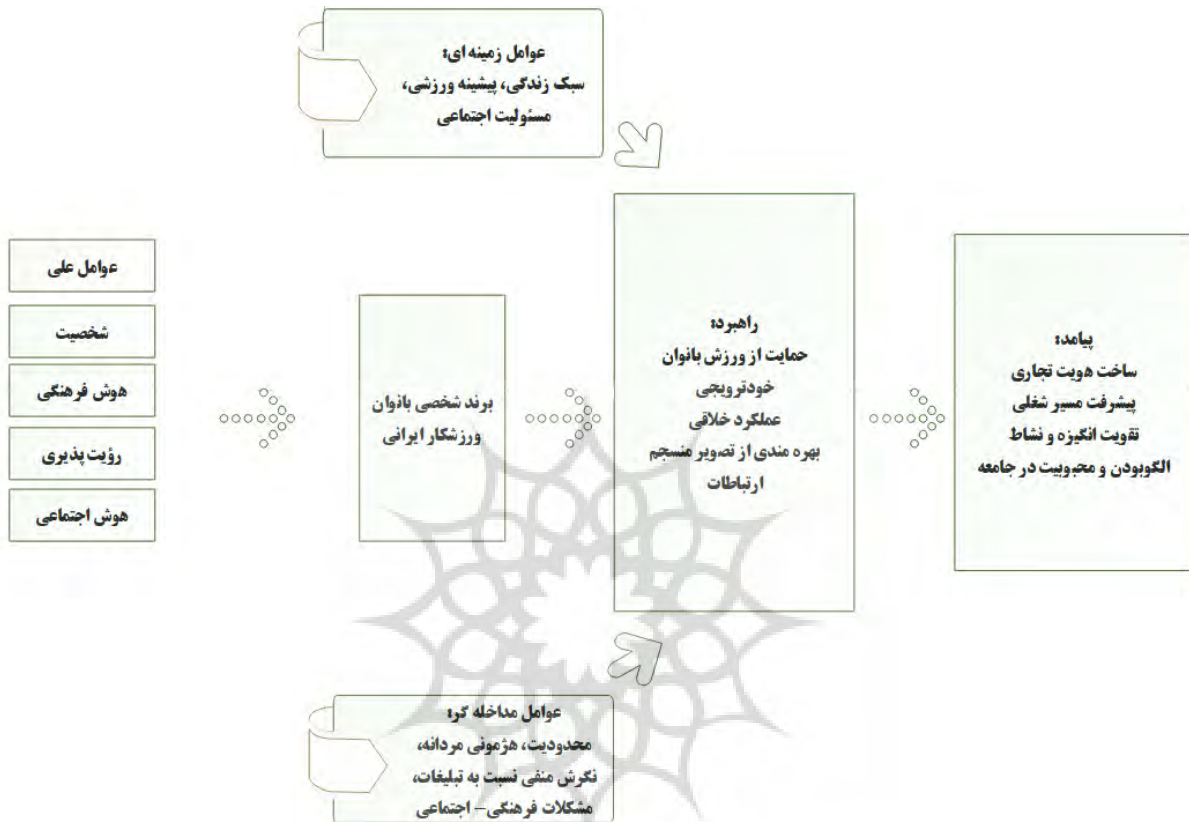 عوامل زمینه ای:
سبک زندگی، پیشینه ورزشی،
مسئولیت اجتماعی
عوامل علی
شخصیت
هوش فرهنگی
رؤیت پذیری
هوش اجتماعی
برند شخصی بانوان
ورزشکار ایرانی
راهبرد:
حمایت از ورزش بانوان
خودترویجی
عملکرد خلاقی
بهره مندی از تصویر منسجم
ارتباطات
پیامد:
ساخت هویت تجاری
پیشرفت مسیر شغلی
تقویت انگیزه و نشاط
الگوبودن و محبوبیت در جامعه
عوامل مداخله گر:
محدودیت، هژمونی مردانه،
نگرش منفی نسبت به تبلیغات،
مشکلات فرهنگی– اجتماعی